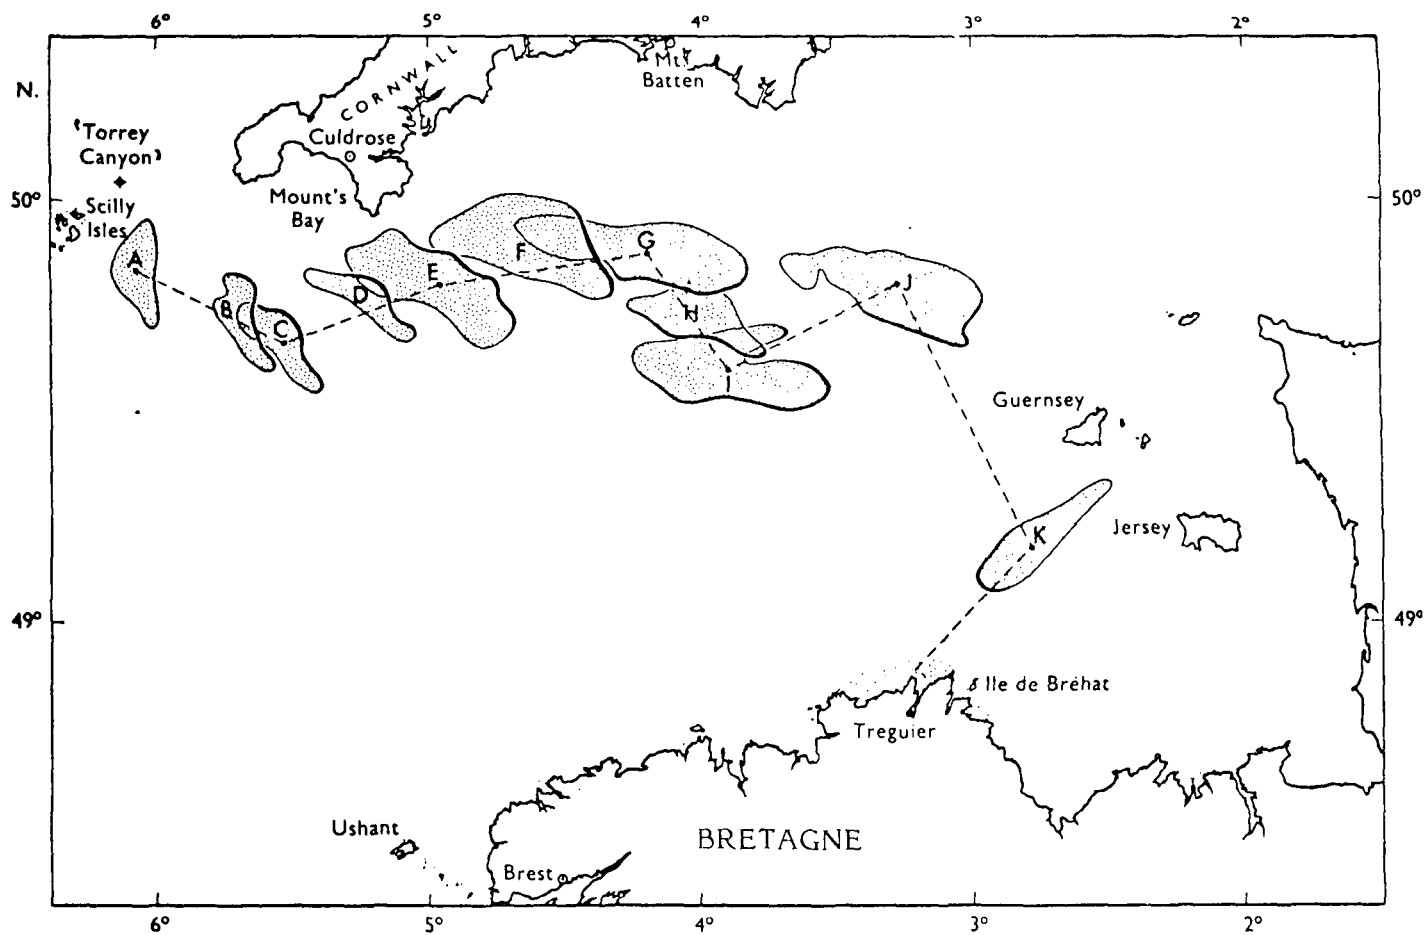 6° 5° 4° 3° 2°
N.
CORNWALL
Mt.
Batten
'Torrey
Canyon'
Culdrose
50° 50°
Scilly
Isles
Mount's
Bay
A
B
C
D
E
F
G
H
J
Guernsey
K
Jersey
49° 49°
Ile de Bréhat
Treguier
Ushant
BRETAGNE
Brest
6° 5° 4° 3° 2°